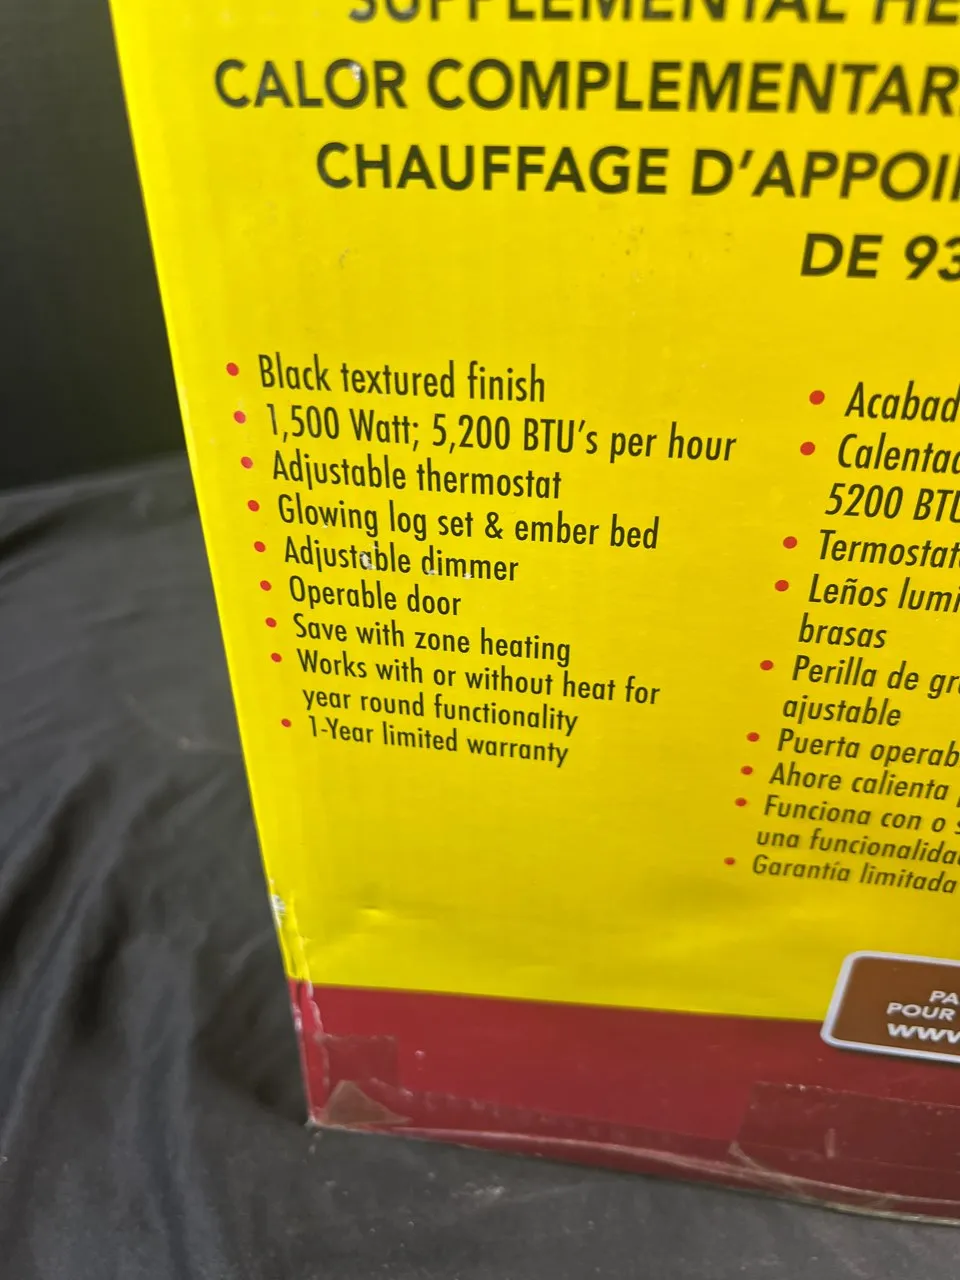 SUPPLEMENTAL HE
CALOR COMPLEMENTAR
CHAUFFAGE D'APPOI
DE 93
• Black textured finish
• 1,500 Watt; 5,200 BTU's per hour
• Adjustable thermostat
• Glowing log set & ember bed
• Adjustable dimmer
• Operable door
• Save with zone heating
• Works with or without heat for
year round functionality
• 1-Year limited warranty
• Acabad
• Calentad
5200 BTU
• Termostat
• Leños lumi
brasas
• Perilla de gr
ajustable
• Puerta operab
• Ahore calienta
• Funciona con o s
una funcionalida
• Garantía limitada
PA
POUR
www